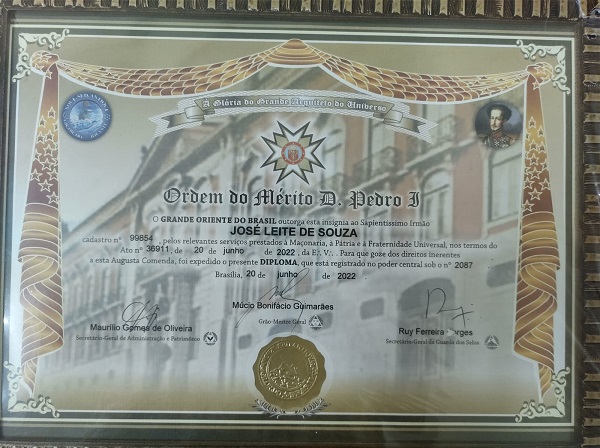 À Glória do Grande Arquiteto do Universo
Ordem do Mérito D. Pedro I
O GRANDE ORIENTE DO BRASIL outorga esta insígnia ao Sapientíssimo Irmão
JOSÉ LEITE DE SOUZA
cadastro nº 99854, pelos relevantes serviços prestados à Maçonaria, à Pátria e à Fraternidade Universal, nos termos do
Ato nº 36911, de 20 de junho de 2022, da E∴ V∴. Para que goze dos direitos inerentes
a esta Augusta Comenda, foi expedido o presente DIPLOMA, que está registrado no poder central sob o nº 2087
Brasília, 20 de junho de 2022
Múcio Bonifácio Guimarães
Grão-Mestre Geral
Maurílio Gomes de Oliveira
Secretário-Geral de Administração e Patrimônio
Ruy Ferreira Borges
Secretário-Geral da Guarda dos Selos